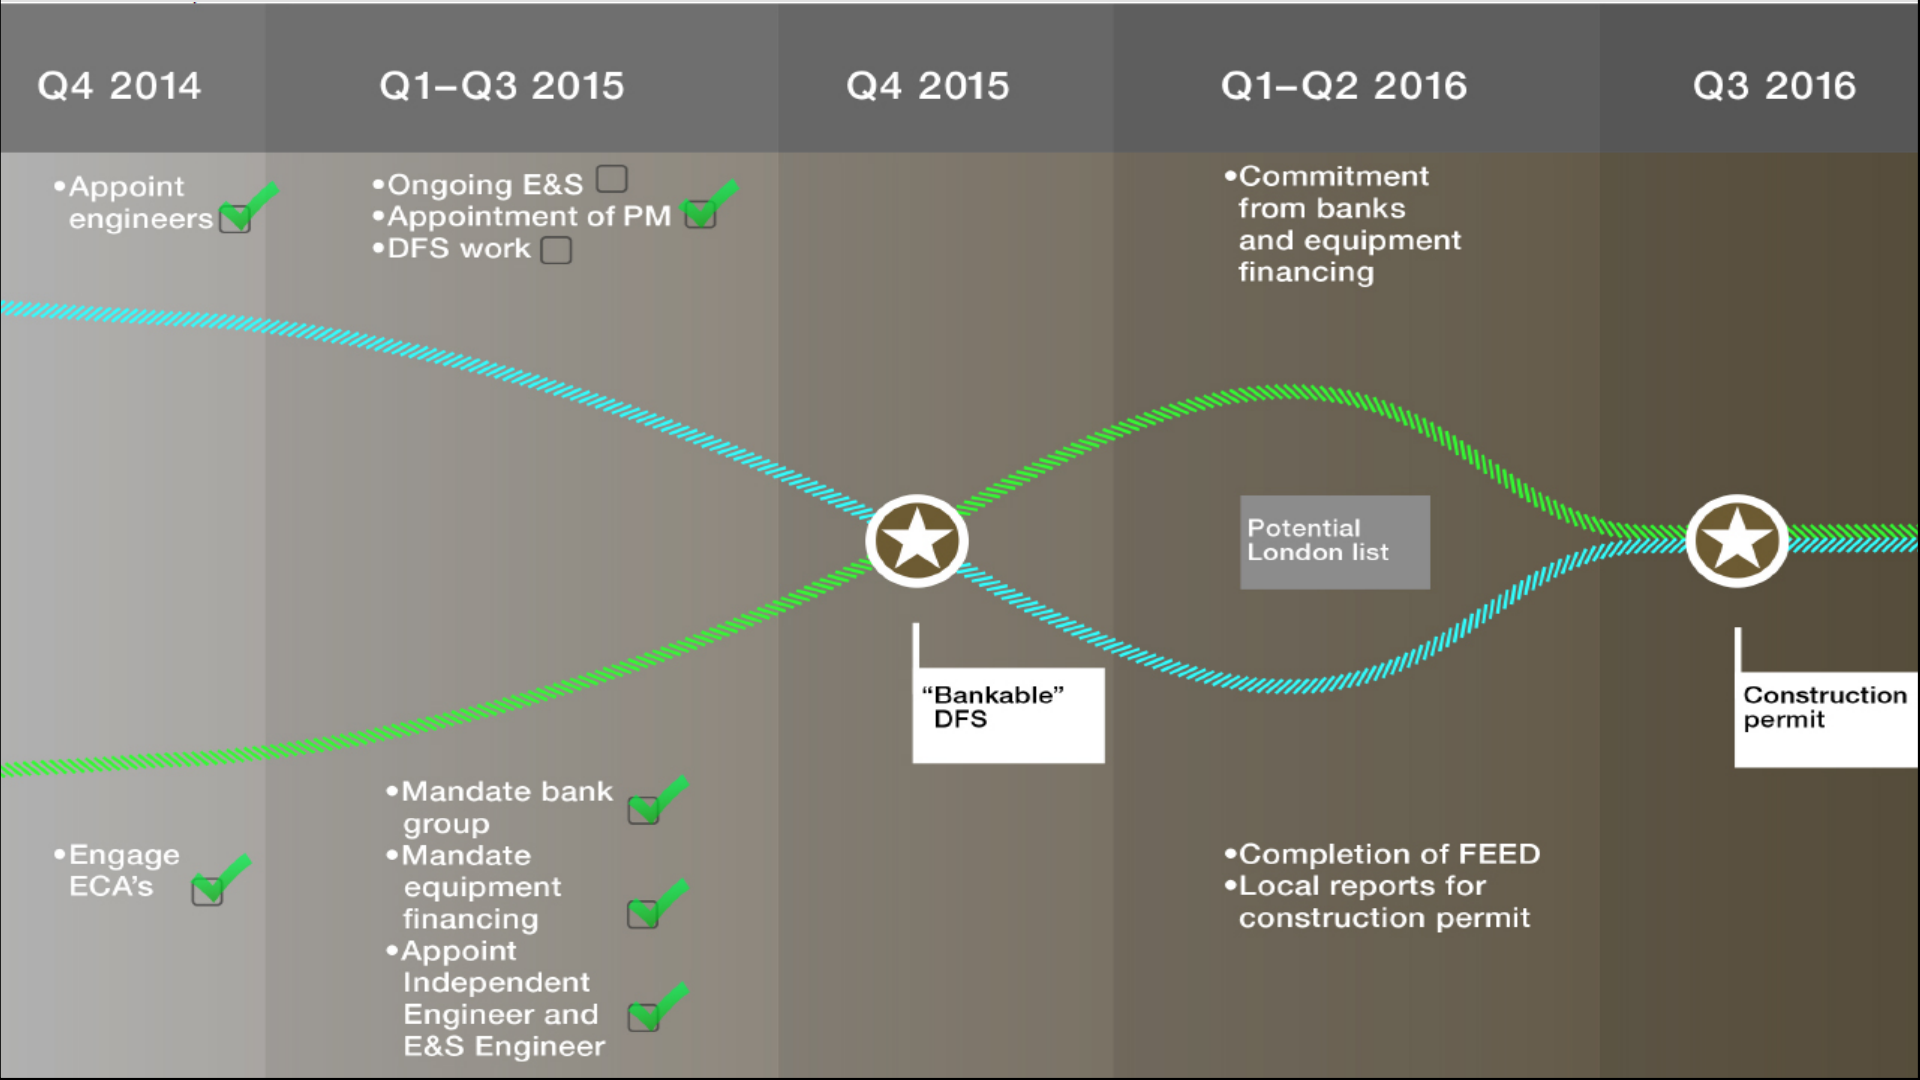 Q4 2014
Q1–Q3 2015
Q4 2015
Q1–Q2 2016
Q3 2016
•Appoint
engineers
•Ongoing E&S
•Appointment of PM
•DFS work
•Commitment
from banks
and equipment
financing
Potential
London list
“Bankable”
DFS
Construction
permit
•Engage
ECA’s
•Mandate bank
group
•Mandate
equipment
financing
•Appoint
Independent
Engineer and
E&S Engineer
•Completion of FEED
•Local reports for
construction permit